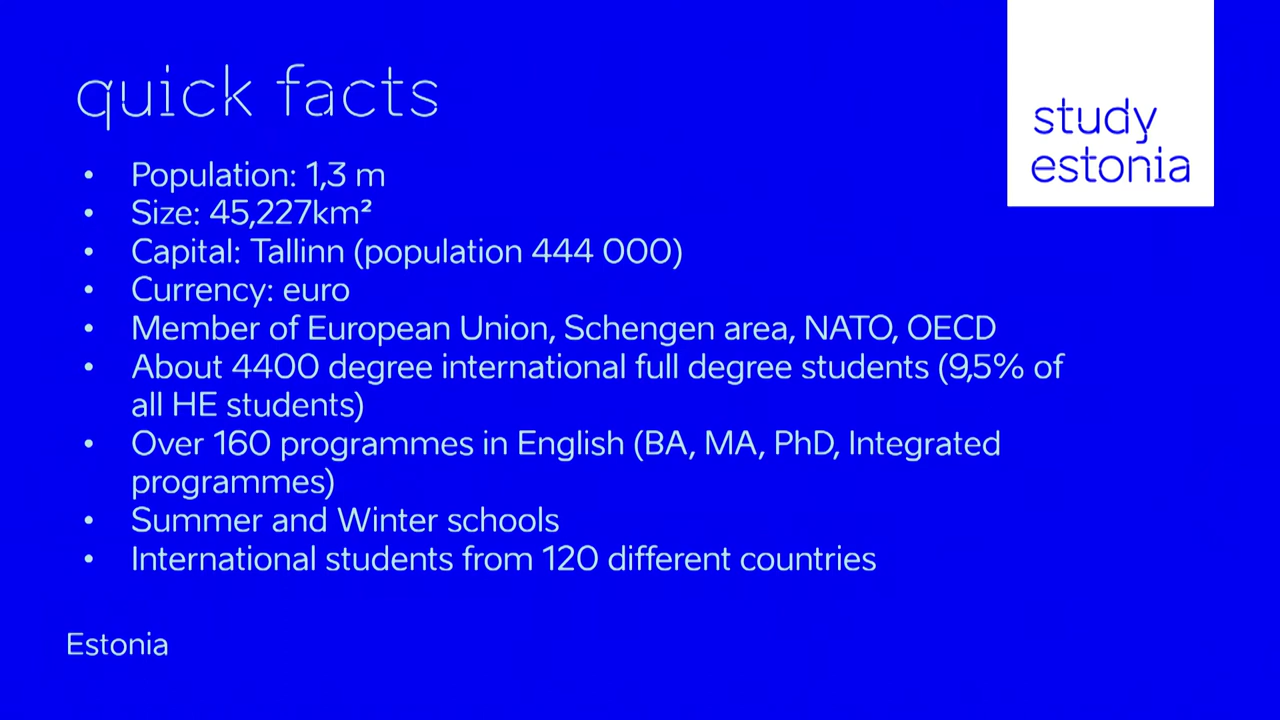 quick facts
study
estonia
• Population: 1,3 m
• Size: 45,227km²
• Capital: Tallinn (population 444 000)
• Currency: euro
• Member of European Union, Schengen area, NATO, OECD
• About 4400 degree international full degree students (9,5% of
all HE students)
• Over 160 programmes in English (BA, MA, PhD, Integrated
programmes)
• Summer and Winter schools
• International students from 120 different countries
Estonia